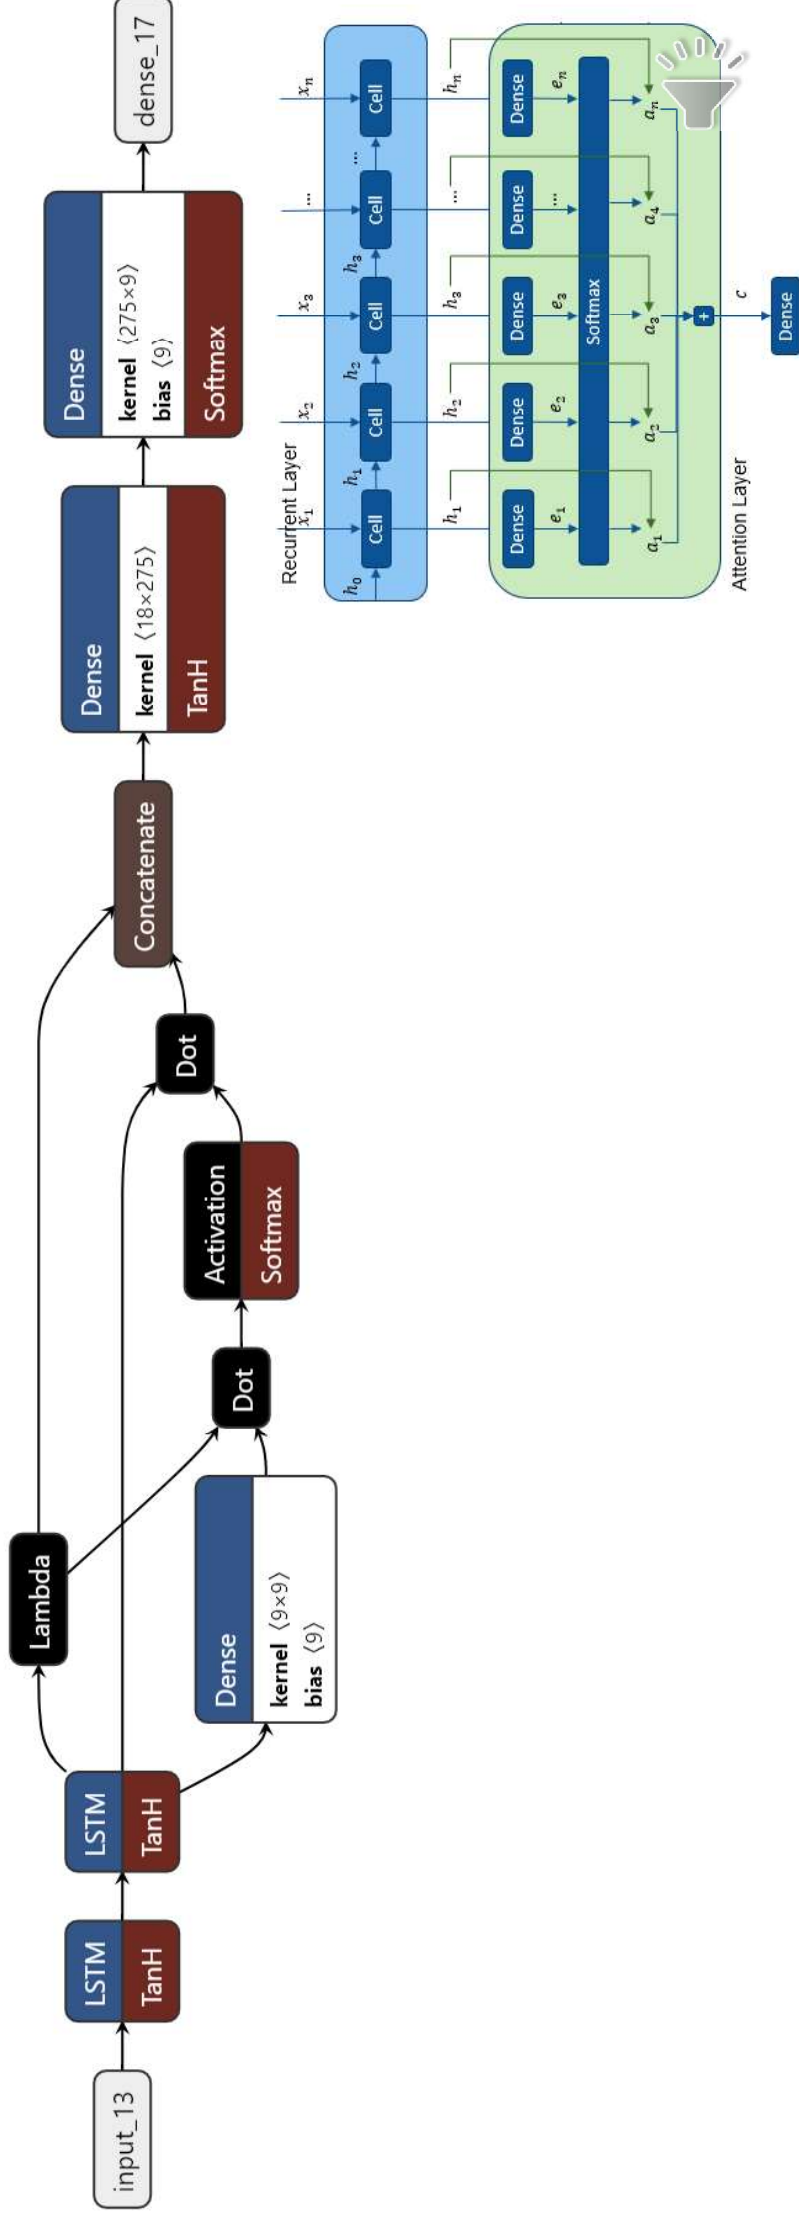 input_13
LSTM
TanH
LSTM
TanH
Lambda
Dense
kernel ⟨9×9⟩
bias ⟨9⟩
Dot
Activation
Softmax
Dot
Concatenate
Dense
kernel ⟨18×275⟩
TanH
Dense
kernel ⟨275×9⟩
bias ⟨9⟩
Softmax
dense_17
Recurrent Layer
x₁ x₂ x₃ ... xₙ
h₀ Cell h₁ Cell h₂ Cell h₃ Cell ... Cell
h₁ h₂ h₃ ... hₙ
Dense Dense Dense Dense Dense
e₁ e₂ e₃ ... eₙ
Softmax
a₁ a₂ a₃ a₄ aₙ
+
Attention Layer
c
Dense